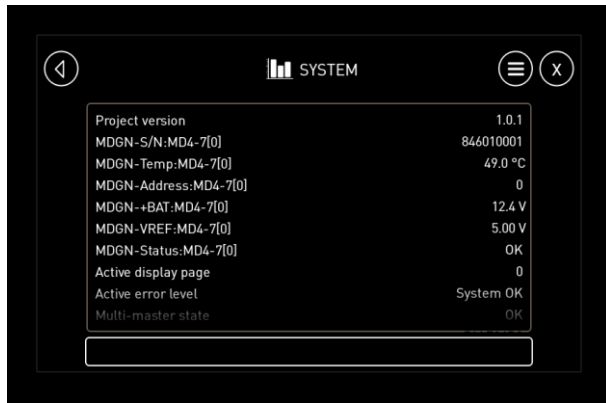 SYSTEM
X
Project version 1.0.1
MDGN-S/N:MD4-7[0] 846010001
MDGN-Temp:MD4-7[0] 49.0 °C
MDGN-Address:MD4-7[0] 0
MDGN-+BAT:MD4-7[0] 12.4 V
MDGN-VREF:MD4-7[0] 5.00 V
MDGN-Status:MD4-7[0] OK
Active display page 0
Active error level System OK
Multi-master state OK